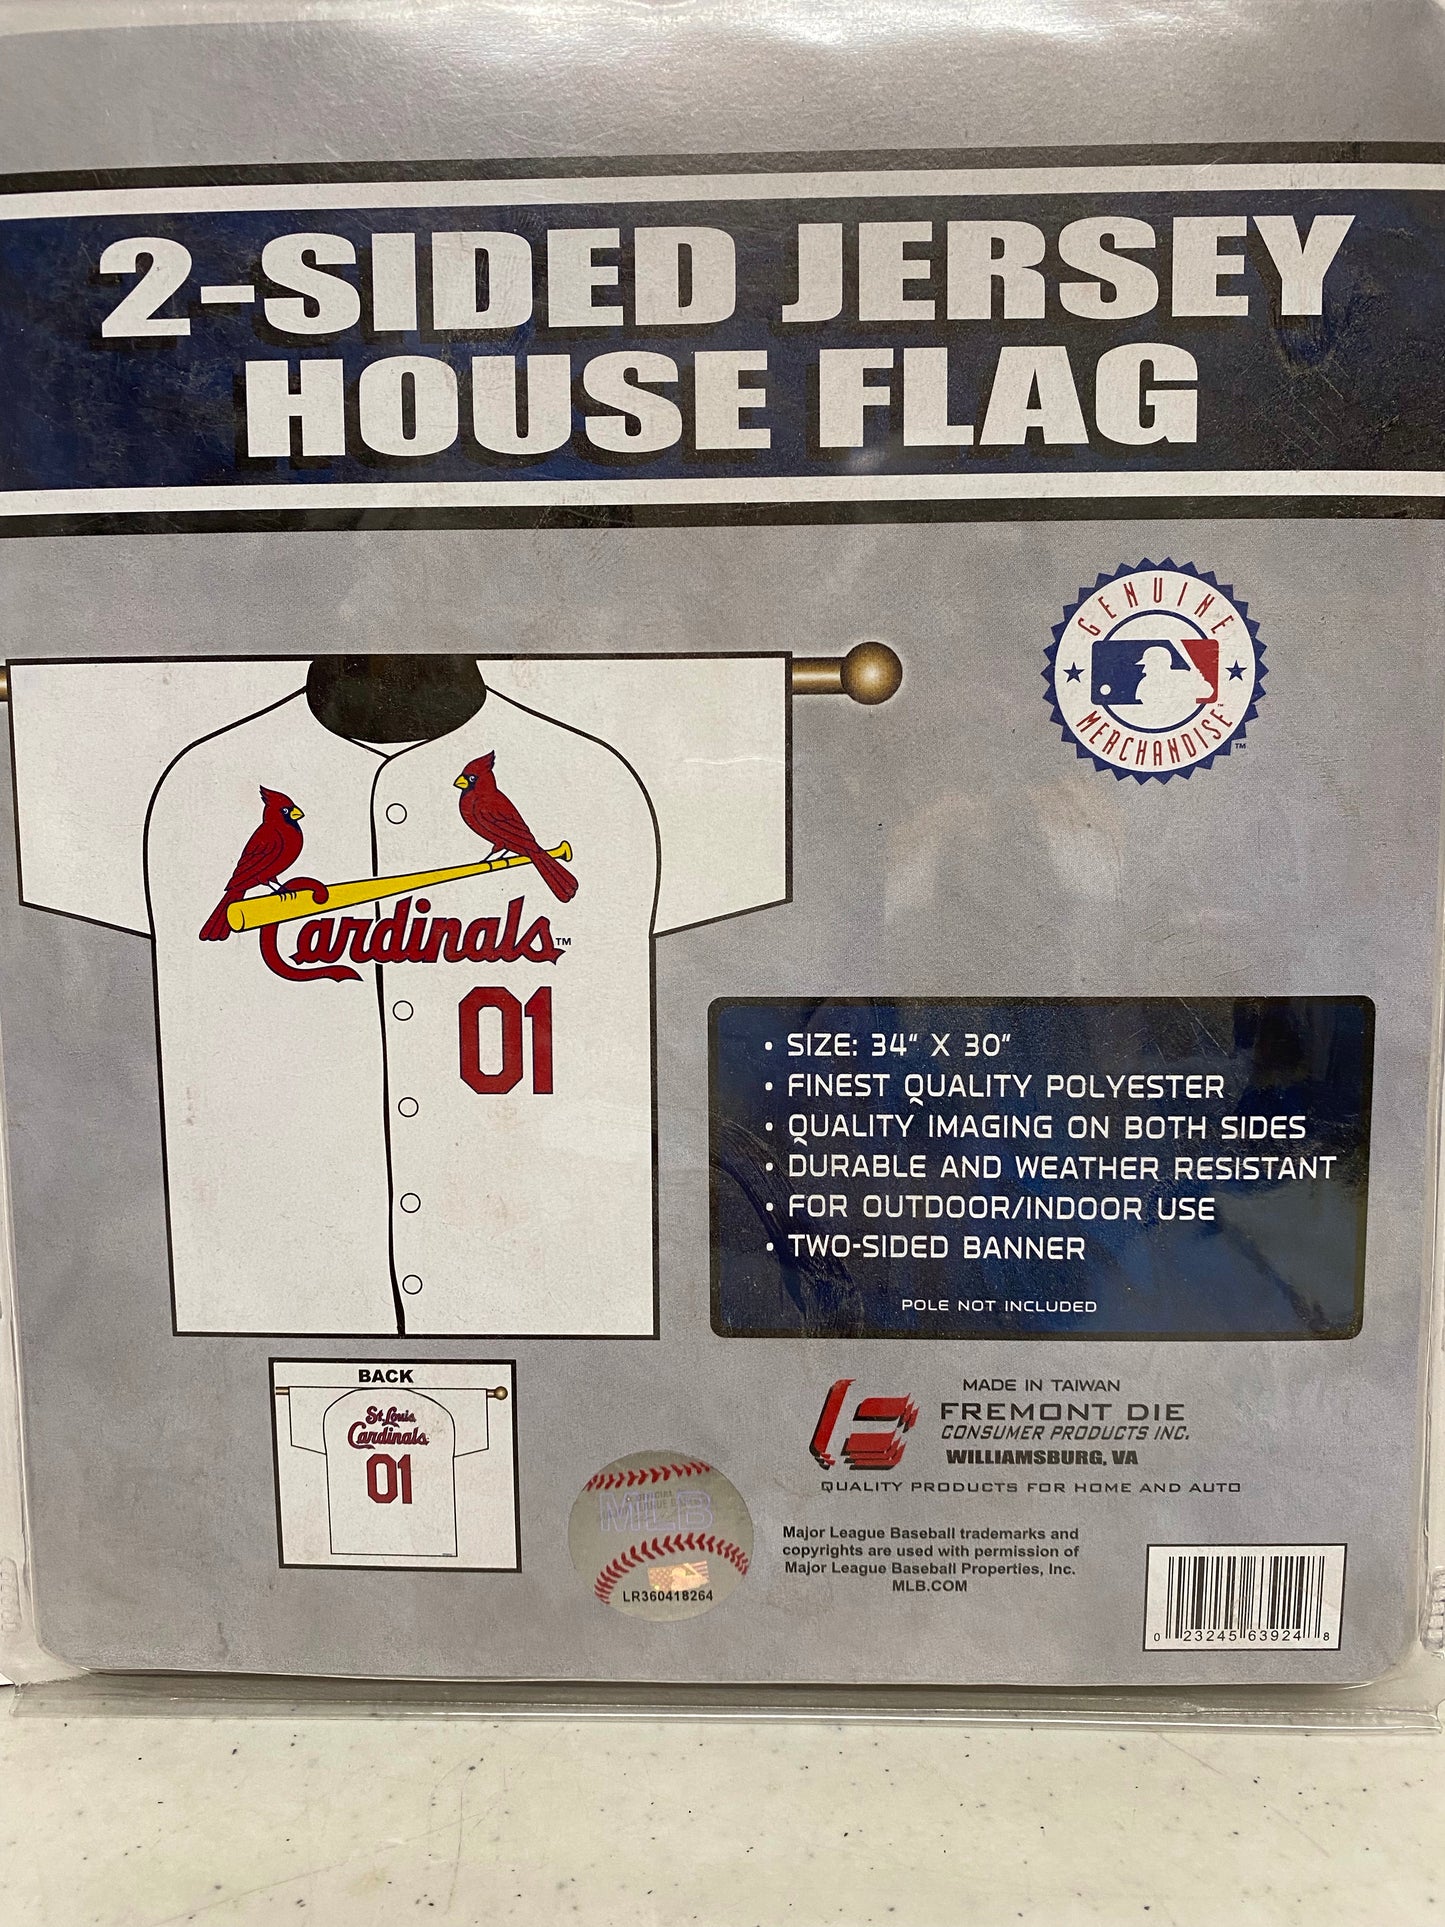 2-SIDED JERSEY
HOUSE FLAG
GENUINE
MERCHANDISE™
TM
Cardinals™
01
• SIZE: 34" X 30"
• FINEST QUALITY POLYESTER
• QUALITY IMAGING ON BOTH SIDES
• DURABLE AND WEATHER RESISTANT
• FOR OUTDOOR/INDOOR USE
• TWO-SIDED BANNER
POLE NOT INCLUDED
BACK
St. Louis
Cardinals
01
MADE IN TAIWAN
FREMONT DIE
CONSUMER PRODUCTS INC.
WILLIAMSBURG, VA
QUALITY PRODUCTS FOR HOME AND AUTO
MLB
LR360418264
Major League Baseball trademarks and
copyrights are used with permission of
Major League Baseball Properties, Inc.
MLB.COM
0 23245 63924 8